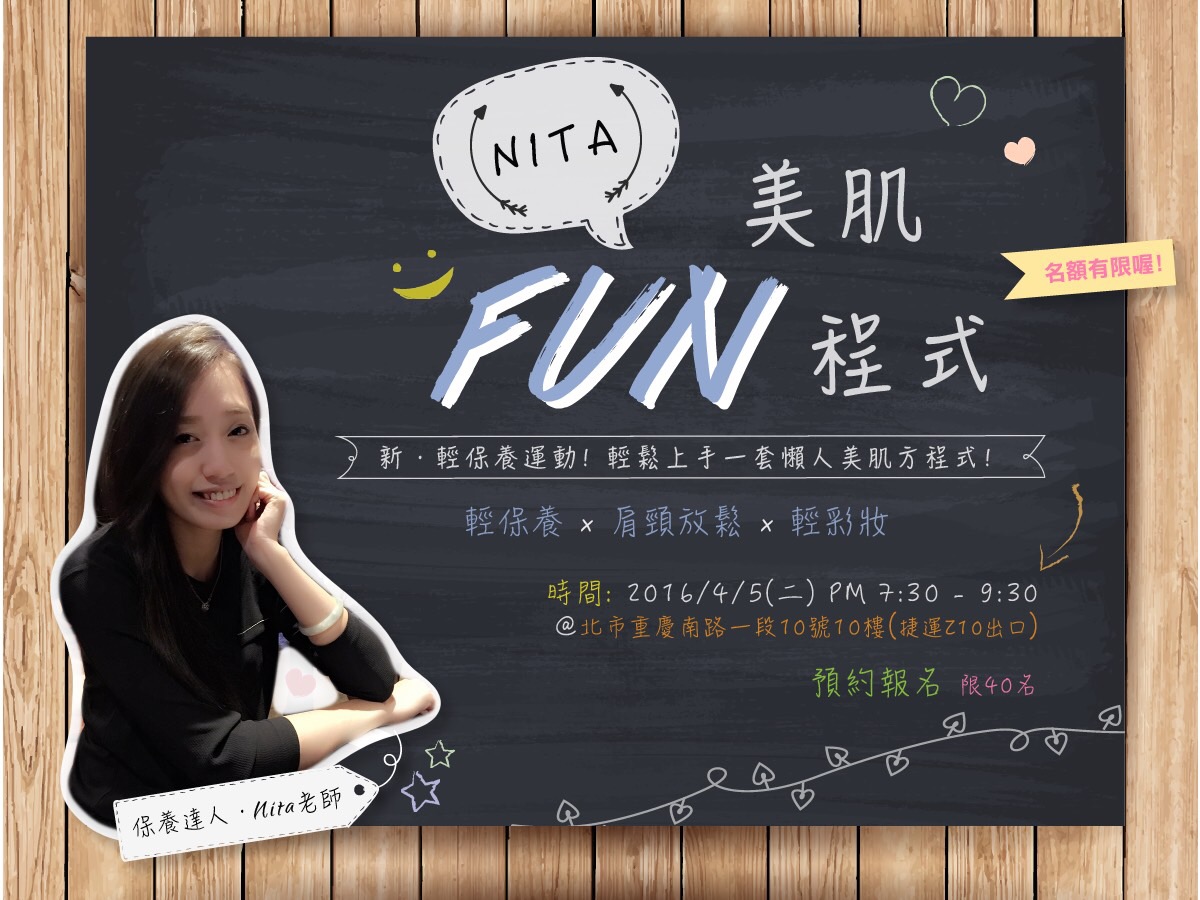 NITA
美肌
FUN 程式
名額有限喔!
新·輕保養運動! 輕鬆上手一套懶人美肌方程式!
輕保養 x 肩頸放鬆 x 輕彩妝
時間: 2016/4/5(二) PM 7:30 - 9:30
@北市重慶南路一段10號10樓(捷運Z10出口)
預約報名 限40名
保養達人·Nita老師